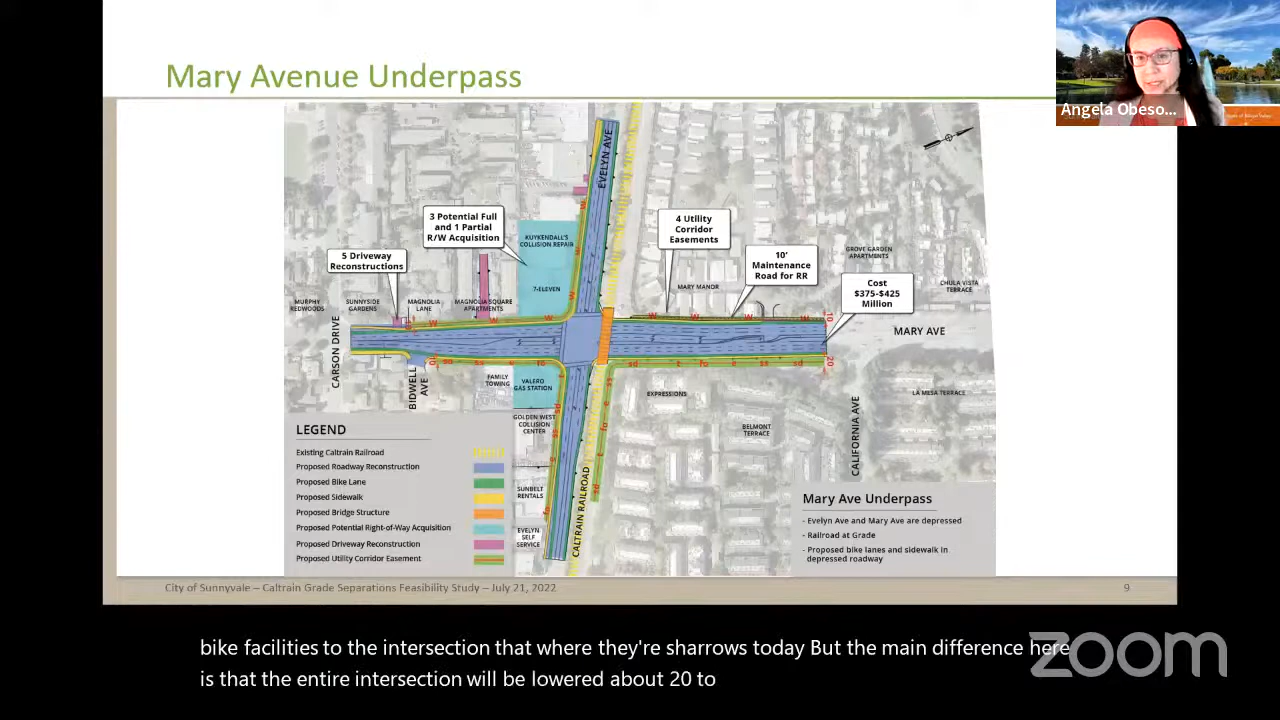 Mary Avenue Underpass
Angela Obeso...
EVELYN AVE
3 Potential Full
and 1 Partial
R/W Acquisition
KUYKENDALL'S
COLLISION REPAIR
4 Utility
Corridor
Easements
5 Driveway
Reconstructions
10'
Maintenance
Road for RR
GROVE GARDEN
APARTMENTS
Cost
$375-$425
Million
CHULA VISTA
TERRACE
7-ELEVEN
MARY MANOR
MURPHY
REDWOODS
SUNNYSIDE
GARDENS
MAGNOLIA
LANE
MAGNOLIA SQUARE
APARTMENTS
MARY AVE
CARSON DRIVE
BIDWELL
AVE
FAMILY
TOWING
VALERO
GAS STATION
EXPRESSIONS
LA MESA TERRACE
GOLDEN WEST
COLLISION
CENTER
BELMONT
TERRACE
CALIFORNIA AVE
SUNBELT
RENTALS
EVELYN
SELF
SERVICE
CALTRAIN RAILROAD
LEGEND
Existing Caltrain Railroad
Proposed Roadway Reconstruction
Proposed Bike Lane
Proposed Sidewalk
Proposed Bridge Structure
Proposed Potential Right-of-Way Acquisition
Proposed Driveway Reconstruction
Proposed Utility Corridor Easement
Mary Ave Underpass
- Evelyn Ave and Mary Ave are depressed
- Railroad at Grade
- Proposed bike lanes and sidewalk in
depressed roadway
City of Sunnyvale – Caltrain Grade Separations Feasibility Study – July 21, 2022
9
bike facilities to the intersection that where they're sharrows today But the main difference here
is that the entire intersection will be lowered about 20 to
zoom